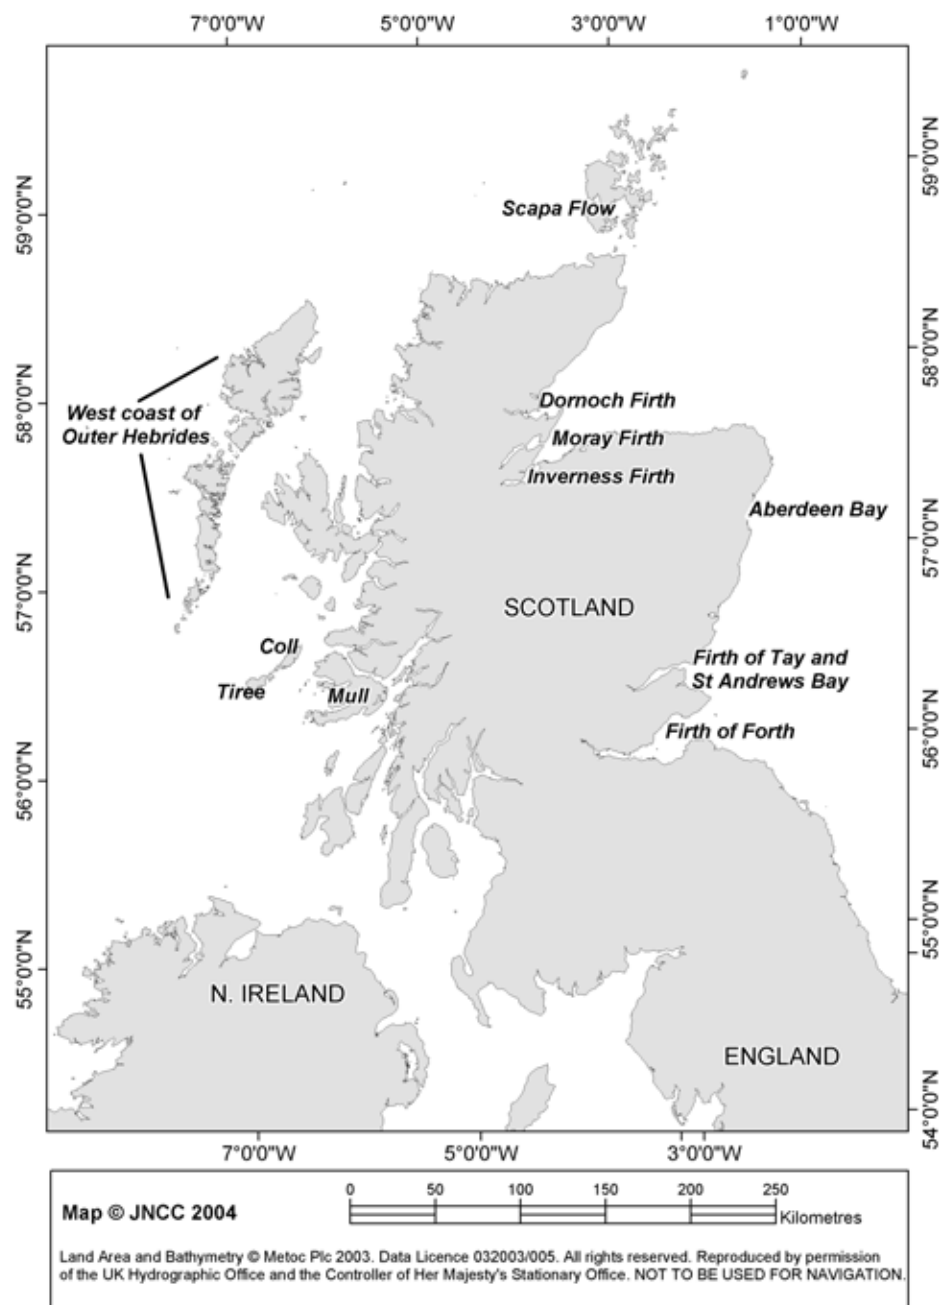 7°0'0"W
5°0'0"W
3°0'0"W
1°0'0"W
59°0'0"N
59°0'0"N
Scapa Flow
58°0'0"N
58°0'0"N
West coast of
Outer Hebrides
Dornoch Firth
Moray Firth
Inverness Firth
Aberdeen Bay
57°0'0"N
57°0'0"N
SCOTLAND
Coll
Tiree
Mull
Firth of Tay and
St Andrews Bay
Firth of Forth
56°0'0"N
56°0'0"N
55°0'0"N
55°0'0"N
N. IRELAND
ENGLAND
54°0'0"N
7°0'0"W
5°0'0"W
3°0'0"W
Map © JNCC 2004
0 50 100 150 200 250
Kilometres
Land Area and Bathymetry © Metoc Plc 2003. Data Licence 032003/005. All rights reserved. Reproduced by permission
of the UK Hydrographic Office and the Controller of Her Majesty's Stationary Office. NOT TO BE USED FOR NAVIGATION.